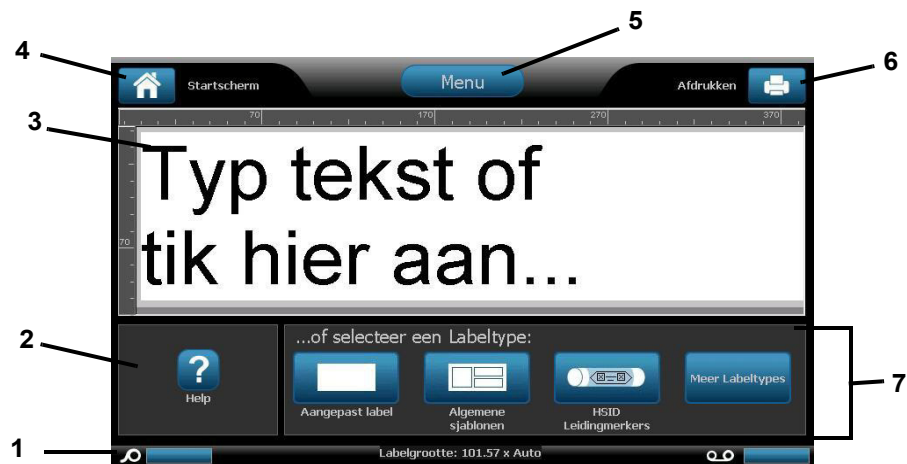 4
5
6
Startscherm
Menu
Afdrukken
70
170
270
370
3
Typ tekst of
70
tik hier aan...
2
...of selecteer een Labeltype:
?
Help
Aangepast label
Algemene
sjablonen
HSID
Leidingmerkers
Meer Labeltypes
7
1
Labelgrootte: 101.57 x Auto